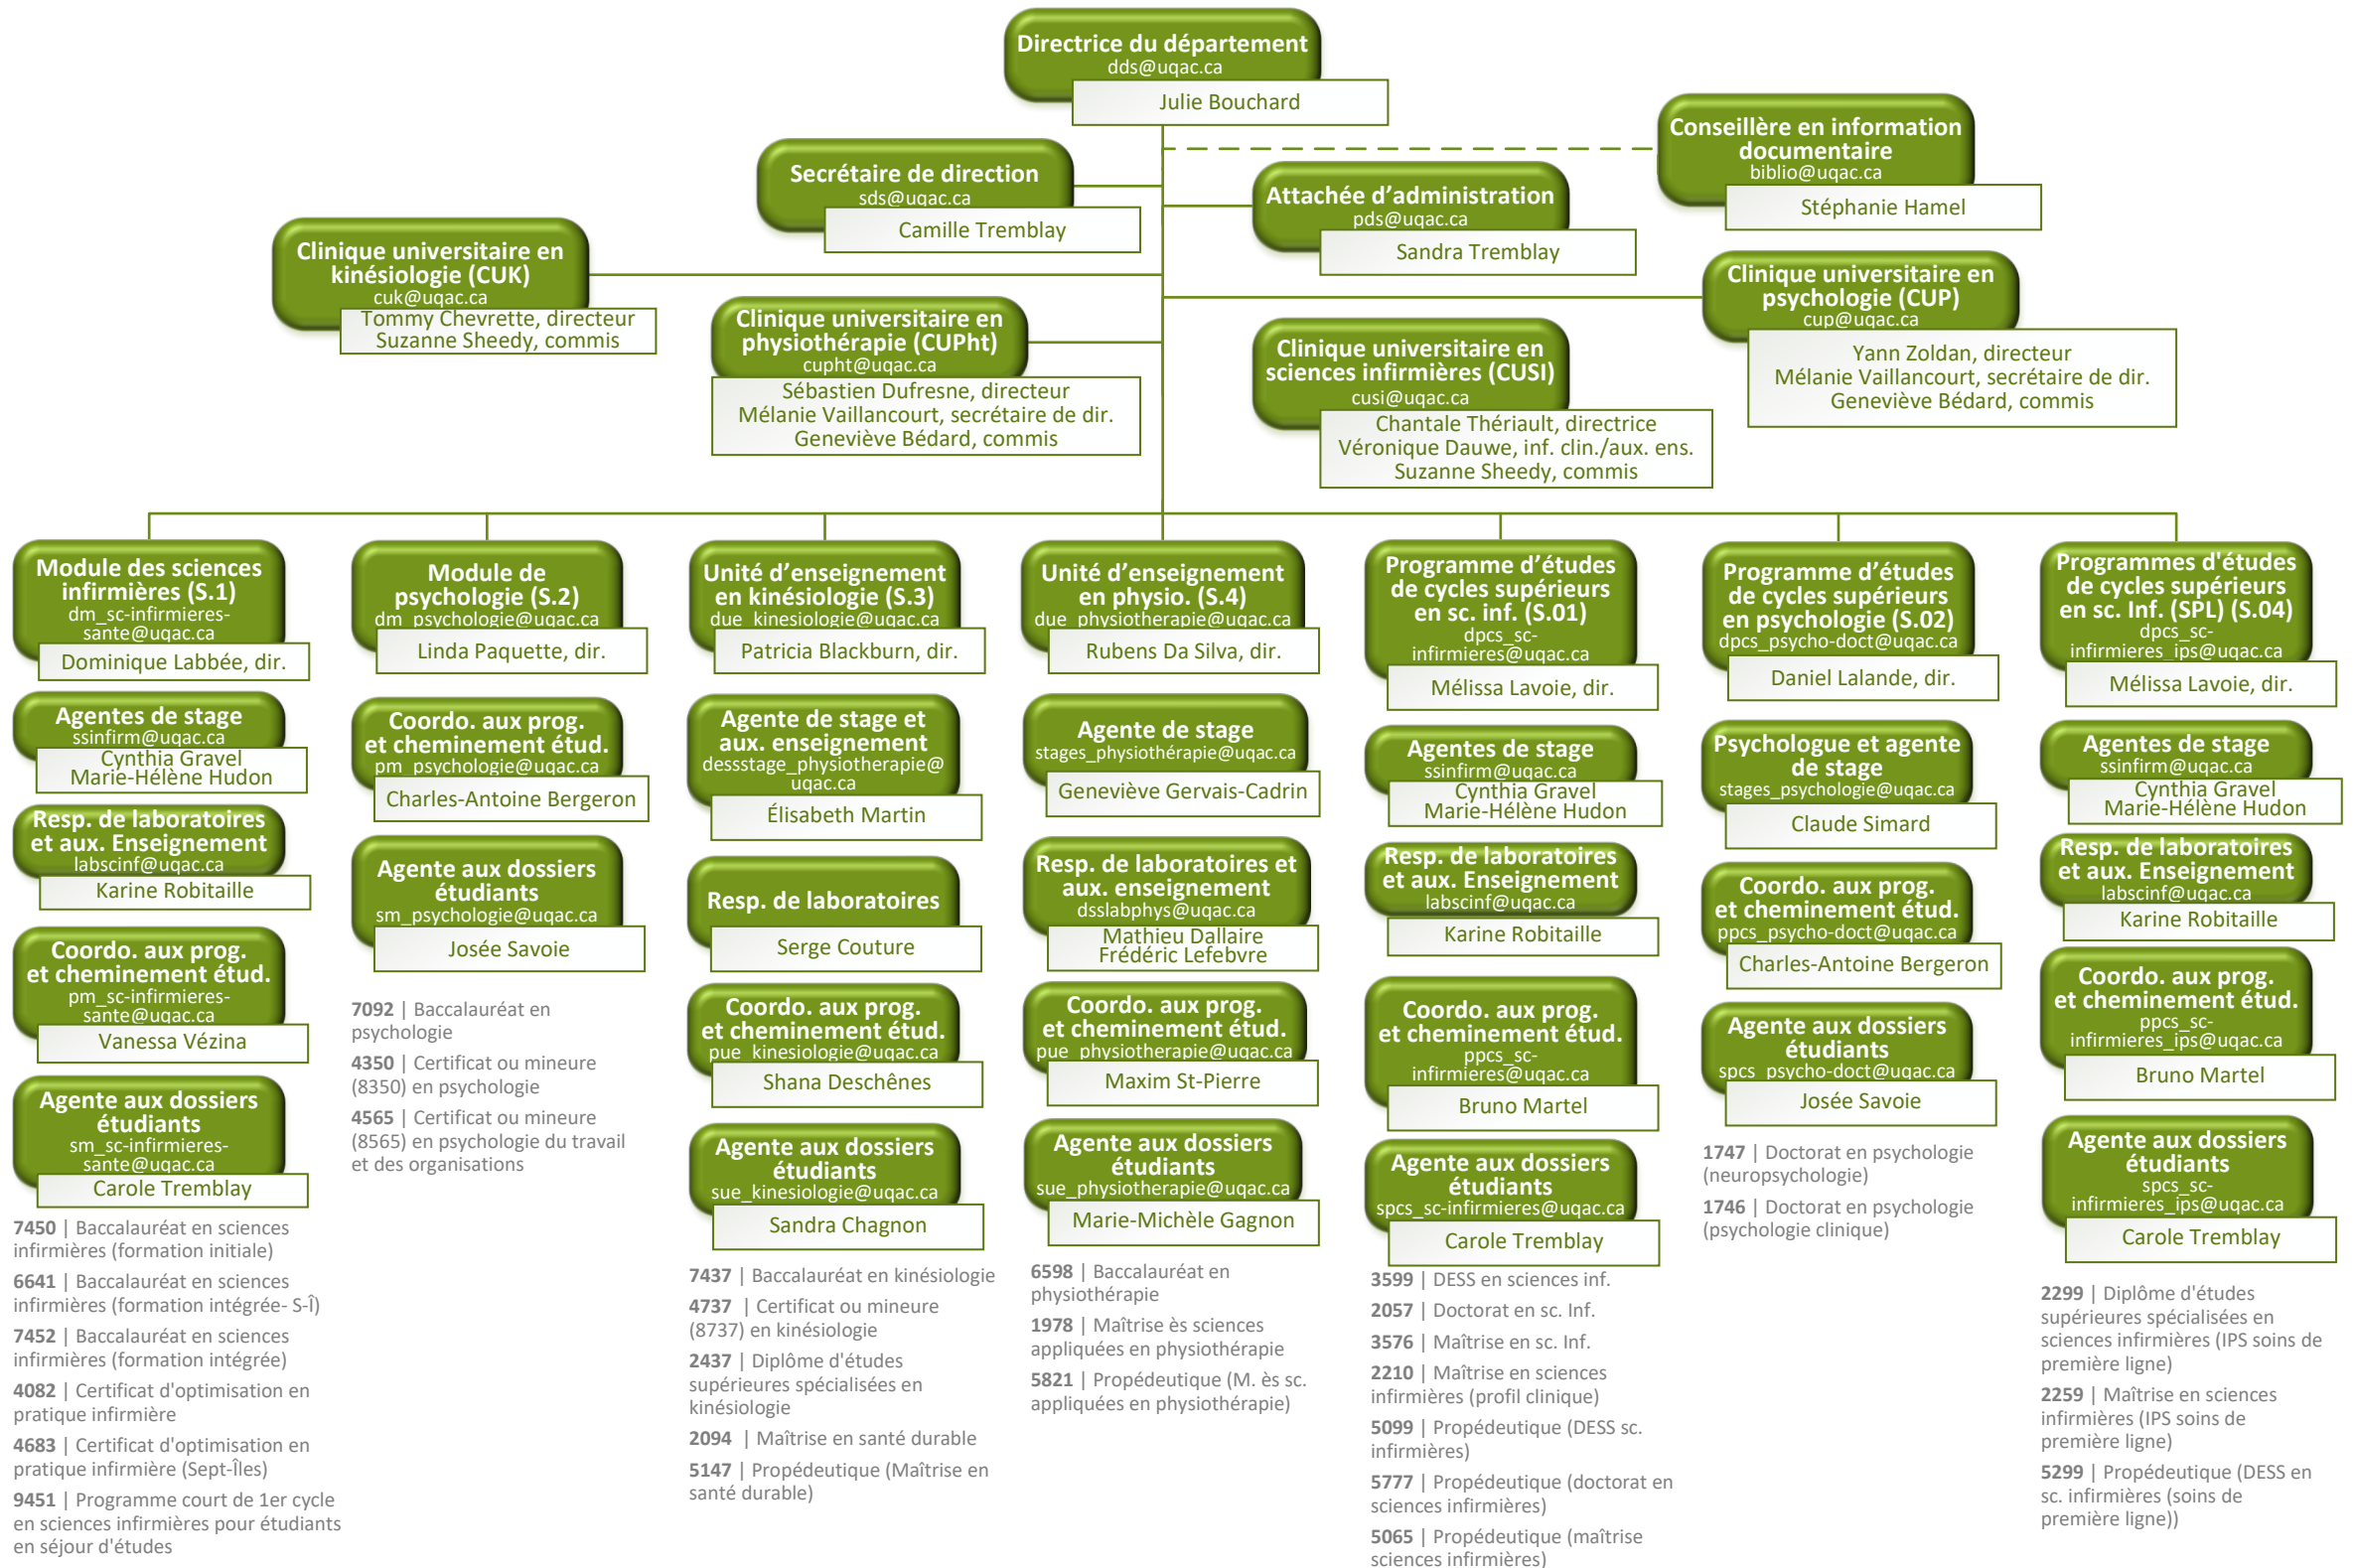 Directrice du département
dds@uqac.ca
Julie Bouchard
Conseillère en information
documentaire
biblio@uqac.ca
Stéphanie Hamel
Secrétaire de direction
sds@uqac.ca
Camille Tremblay
Attachée d’administration
pds@uqac.ca
Sandra Tremblay
Clinique universitaire en
kinésiologie (CUK)
cuk@uqac.ca
Tommy Chevrette, directeur
Suzanne Sheedy, commis
Clinique universitaire en
psychologie (CUP)
cup@uqac.ca
Yann Zoldan, directeur
Mélanie Vaillancourt, secrétaire de dir.
Geneviève Bédard, commis
Clinique universitaire en
physiothérapie (CUPht)
cupht@uqac.ca
Sébastien Dufresne, directeur
Mélanie Vaillancourt, secrétaire de dir.
Geneviève Bédard, commis
Clinique universitaire en
sciences infirmières (CUSI)
cusi@uqac.ca
Chantale Thériault, directrice
Véronique Dauwe, inf. clin./aux. ens.
Suzanne Sheedy, commis
Module des sciences
infirmières (S.1)
dm_sc-infirmieres-
sante@uqac.ca
Dominique Labbée, dir.
Agentes de stage
ssinfirm@uqac.ca
Cynthia Gravel
Marie-Hélène Hudon
Resp. de laboratoires
et aux. Enseignement
labscinf@uqac.ca
Karine Robitaille
Coordo. aux prog.
et cheminement étud.
pm_sc-infirmieres-
sante@uqac.ca
Vanessa Vézina
Agente aux dossiers
étudiants
sm_sc-infirmieres-
sante@uqac.ca
Carole Tremblay
7450 | Baccalauréat en sciences
infirmières (formation initiale)
6641 | Baccalauréat en sciences
infirmières (formation intégrée- S-Î)
7452 | Baccalauréat en sciences
infirmières (formation intégrée)
4082 | Certificat d'optimisation en
pratique infirmière
4683 | Certificat d'optimisation en
pratique infirmière (Sept-Îles)
9451 | Programme court de 1er cycle
en sciences infirmières pour étudiants
en séjour d'études
Module de
psychologie (S.2)
dm_psychologie@uqac.ca
Linda Paquette, dir.
Coordo. aux prog.
et cheminement étud.
pm_psychologie@uqac.ca
Charles-Antoine Bergeron
Agente aux dossiers
étudiants
sm_psychologie@uqac.ca
Josée Savoie
7092 | Baccalauréat en
psychologie
4350 | Certificat ou mineure
(8350) en psychologie
4565 | Certificat ou mineure
(8565) en psychologie du travail
et des organisations
Unité d’enseignement
en kinésiologie (S.3)
due_kinesiologie@uqac.ca
Patricia Blackburn, dir.
Agente de stage et
aux. enseignement
dessstage_physiotherapie@
uqac.ca
Élisabeth Martin
Resp. de laboratoires
Serge Couture
Coordo. aux prog.
et cheminement étud.
pue_kinesiologie@uqac.ca
Shana Deschênes
Agente aux dossiers
étudiants
sue_kinesiologie@uqac.ca
Sandra Chagnon
7437 | Baccalauréat en kinésiologie
4737 | Certificat ou mineure
(8737) en kinésiologie
2437 | Diplôme d'études
supérieures spécialisées en
kinésiologie
2094 | Maîtrise en santé durable
5147 | Propédeutique (Maîtrise en
santé durable)
Unité d’enseignement
en physio. (S.4)
due_physiotherapie@uqac.ca
Rubens Da Silva, dir.
Agente de stage
stages_physiothérapie@uqac.ca
Geneviève Gervais-Cadrin
Resp. de laboratoires et
aux. enseignement
dsslabphys@uqac.ca
Mathieu Dallaire
Frédéric Lefebvre
Coordo. aux prog.
et cheminement étud.
pue_physiotherapie@uqac.ca
Maxim St-Pierre
Agente aux dossiers
étudiants
sue_physiotherapie@uqac.ca
Marie-Michèle Gagnon
6598 | Baccalauréat en
physiothérapie
1978 | Maîtrise ès sciences
appliquées en physiothérapie
5821 | Propédeutique (M. ès sc.
appliquées en physiothérapie)
Programme d’études
de cycles supérieurs
en sc. inf. (S.01)
dpcs_sc-
infirmieres@uqac.ca
Mélissa Lavoie, dir.
Agentes de stage
ssinfirm@uqac.ca
Cynthia Gravel
Marie-Hélène Hudon
Resp. de laboratoires
et aux. Enseignement
labscinf@uqac.ca
Karine Robitaille
Coordo. aux prog.
et cheminement étud.
ppcs_sc-
infirmieres@uqac.ca
Bruno Martel
Agente aux dossiers
étudiants
spcs_sc-infirmieres@uqac.ca
Carole Tremblay
3599 | DESS en sciences inf.
2057 | Doctorat en sc. Inf.
3576 | Maîtrise en sc. Inf.
2210 | Maîtrise en sciences
infirmières (profil clinique)
5099 | Propédeutique (DESS sc.
infirmières)
5777 | Propédeutique (doctorat en
sciences infirmières)
5065 | Propédeutique (maîtrise
sciences infirmières)
Programme d’études
de cycles supérieurs
en psychologie (S.02)
dpcs_psycho-doct@uqac.ca
Daniel Lalande, dir.
Psychologue et agente
de stage
stages_psychologie@uqac.ca
Claude Simard
Coordo. aux prog.
et cheminement étud.
ppcs_psycho-doct@uqac.ca
Charles-Antoine Bergeron
Agente aux dossiers
étudiants
spcs_psycho-doct@uqac.ca
Josée Savoie
1747 | Doctorat en psychologie
(neuropsychologie)
1746 | Doctorat en psychologie
(psychologie clinique)
Programmes d'études
de cycles supérieurs
en sc. Inf. (SPL) (S.04)
dpcs_sc-
infirmieres_ips@uqac.ca
Mélissa Lavoie, dir.
Agentes de stage
ssinfirm@uqac.ca
Cynthia Gravel
Marie-Hélène Hudon
Resp. de laboratoires
et aux. Enseignement
labscinf@uqac.ca
Karine Robitaille
Coordo. aux prog.
et cheminement étud.
ppcs_sc-
infirmieres_ips@uqac.ca
Bruno Martel
Agente aux dossiers
étudiants
spcs_sc-
infirmieres_ips@uqac.ca
Carole Tremblay
2299 | Diplôme d'études
supérieures spécialisées en
sciences infirmières (IPS soins de
première ligne)
2259 | Maîtrise en sciences
infirmières (IPS soins de
première ligne)
5299 | Propédeutique (DESS en
sc. infirmières (soins de
première ligne))